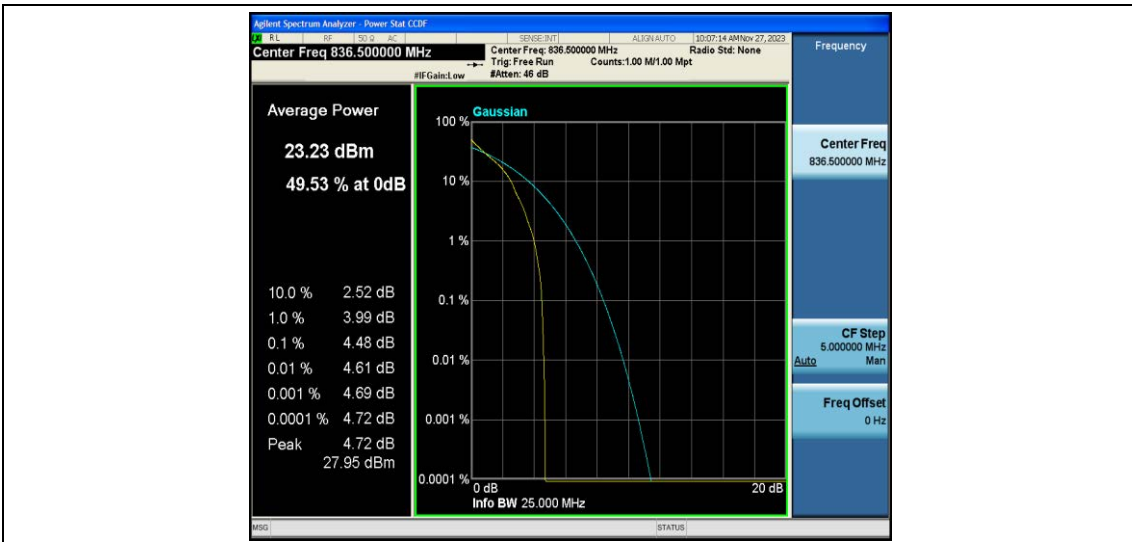 Agilent Spectrum Analyzer - Power Stat CCDF
RL RF 50 Ω AC SENSE:INT ALIGN AUTO 10:07:14 AM Nov 27, 2023
Center Freq 836.500000 MHz
Center Freq: 836.500000 MHz Radio Std: None
Trig: Free Run Counts:1.00 M/1.00 Mpt
#IFGain:Low #Atten: 46 dB
Frequency
Average Power
23.23 dBm
49.53 % at 0dB
10.0 % 2.52 dB
1.0 % 3.99 dB
0.1 % 4.48 dB
0.01 % 4.61 dB
0.001 % 4.69 dB
0.0001 % 4.72 dB
Peak 4.72 dB
27.95 dBm
Gaussian
100 %
10 %
1 %
0.1 %
0.01 %
0.001 %
0.0001 %
0 dB 20 dB
Info BW 25.000 MHz
Center Freq
836.500000 MHz
CF Step
5.000000 MHz
Auto Man
Freq Offset
0 Hz
MSG STATUS